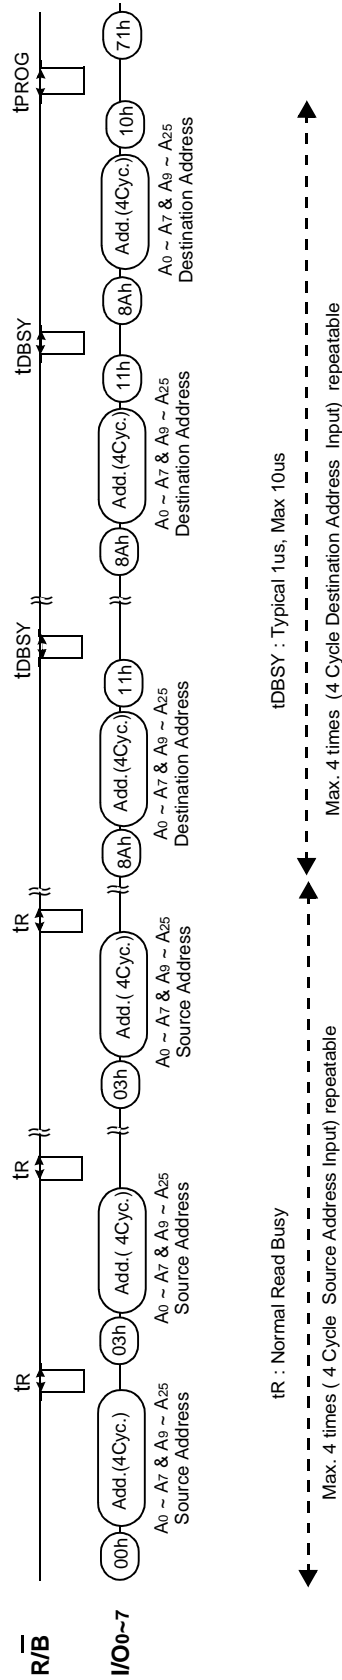 R/B tR tR tR tDBSY tDBSY tPROG
I/O0~7 00h Add.(4Cyc.) 03h Add.( 4Cyc.) 03h Add.( 4Cyc.) 8Ah Add.(4Cyc.) 11h 8Ah Add.(4Cyc.) 11h 8Ah Add.(4Cyc.) 10h 71h
A0 ~ A7 & A9 ~ A25 A0 ~ A7 & A9 ~ A25 A0 ~ A7 & A9 ~ A25 A0 ~ A7 & A9 ~ A25 A0 ~ A7 & A9 ~ A25 A0 ~ A7 & A9 ~ A25
Source Address Source Address Source Address Destination Address Destination Address Destination Address
tR : Normal Read Busy tDBSY : Typical 1us, Max 10us
Max. 4 times ( 4 Cycle Source Address Input) repeatable Max. 4 times (4 Cycle Destination Address Input) repeatable